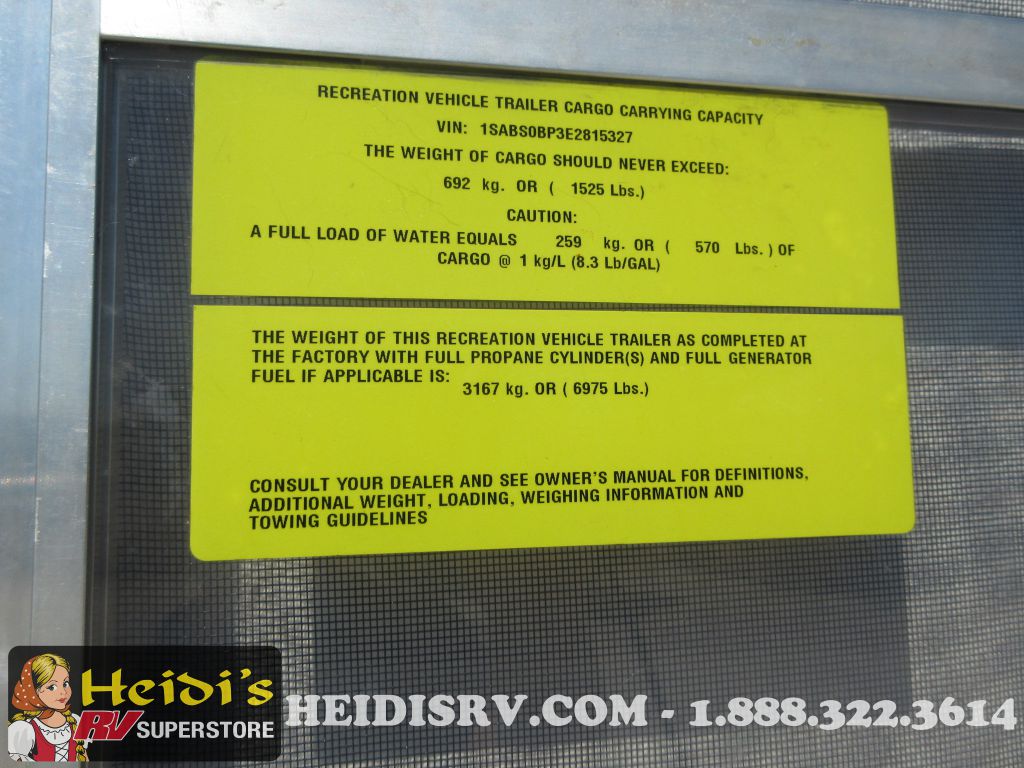 RECREATION VEHICLE TRAILER CARGO CARRYING CAPACITY
VIN: 1SABS0BP3E2815327
THE WEIGHT OF CARGO SHOULD NEVER EXCEED:
692 kg. OR ( 1525 Lbs.)
CAUTION:
A FULL LOAD OF WATER EQUALS 259 kg. OR ( 570 Lbs. ) OF
CARGO @ 1 kg/L (8.3 Lb/GAL)
THE WEIGHT OF THIS RECREATION VEHICLE TRAILER AS COMPLETED AT
THE FACTORY WITH FULL PROPANE CYLINDER(S) AND FULL GENERATOR
FUEL IF APPLICABLE IS:
3167 kg. OR ( 6975 Lbs.)
CONSULT YOUR DEALER AND SEE OWNER'S MANUAL FOR DEFINITIONS,
ADDITIONAL WEIGHT, LOADING, WEIGHING INFORMATION AND
TOWING GUIDELINES
Heidi's
RV SUPERSTORE
HEIDISRV.COM - 1.888.322.3614